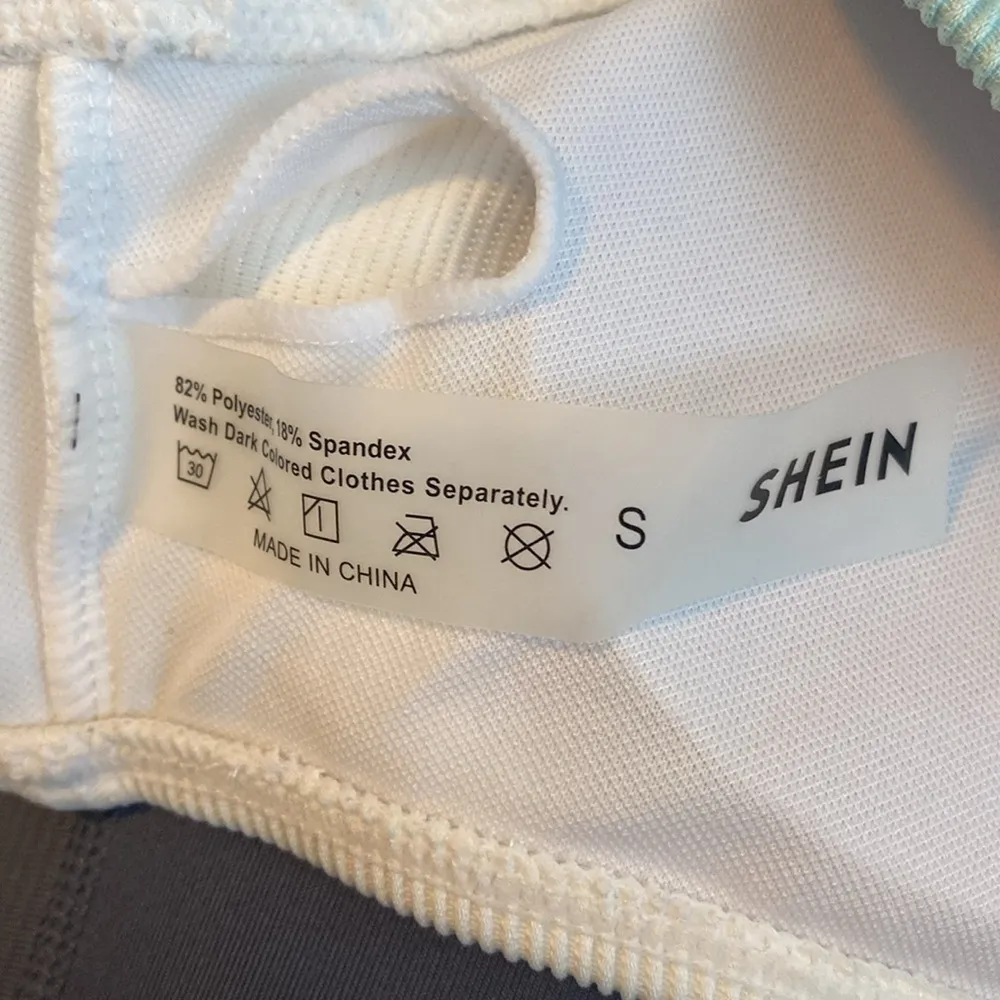 82% Polyester,18% Spandex
Wash Dark Colored Clothes Separately.
30
MADE IN CHINA
S
SHEIN